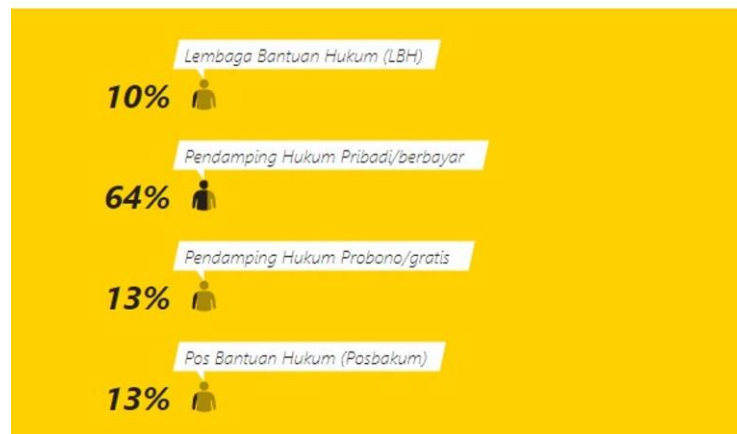 Lembaga Bantuan Hukum (LBH)
10%
Pendamping Hukum Pribadi/berbayar
64%
Pendamping Hukum Probono/gratis
13%
Pos Bantuan Hukum (Posbakum)
13%